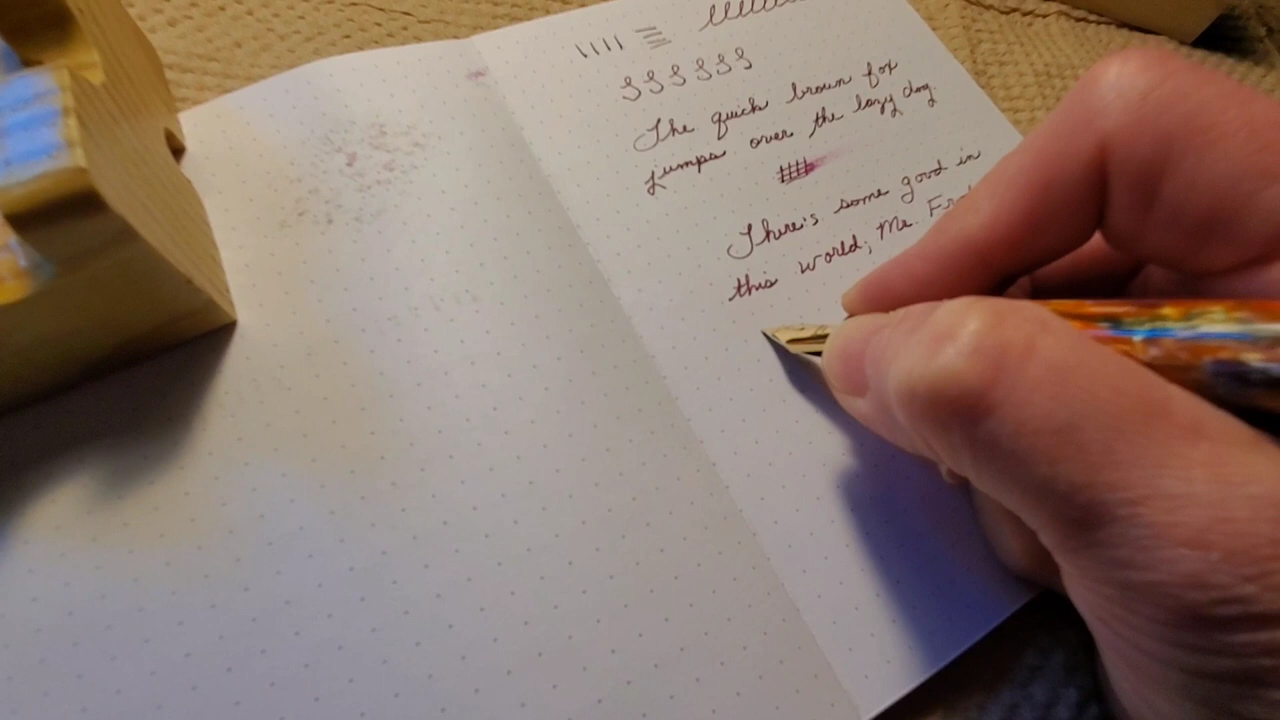 The quick brown fox
jumps over the lazy dog.
There's some good in
this world, Mr.